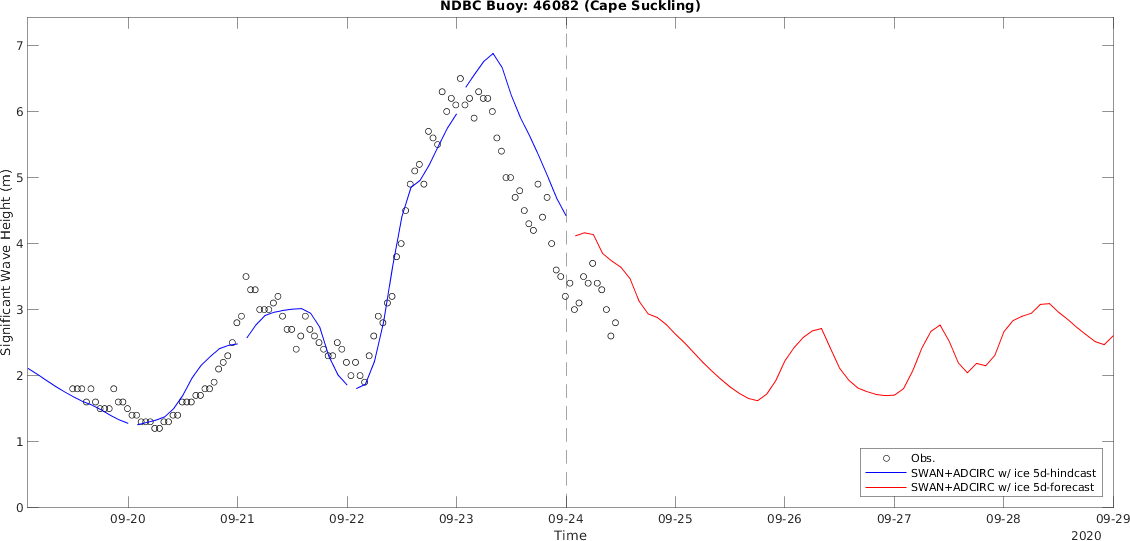 NDBC Buoy: 46082 (Cape Suckling)
7
6
5
4
3
2
1
0
Significant Wave Height (m)
Obs.
SWAN+ADCIRC w/ ice 5d-hindcast
SWAN+ADCIRC w/ ice 5d-forecast
09-20 09-21 09-22 09-23 09-24 09-25 09-26 09-27 09-28 09-29
Time 2020